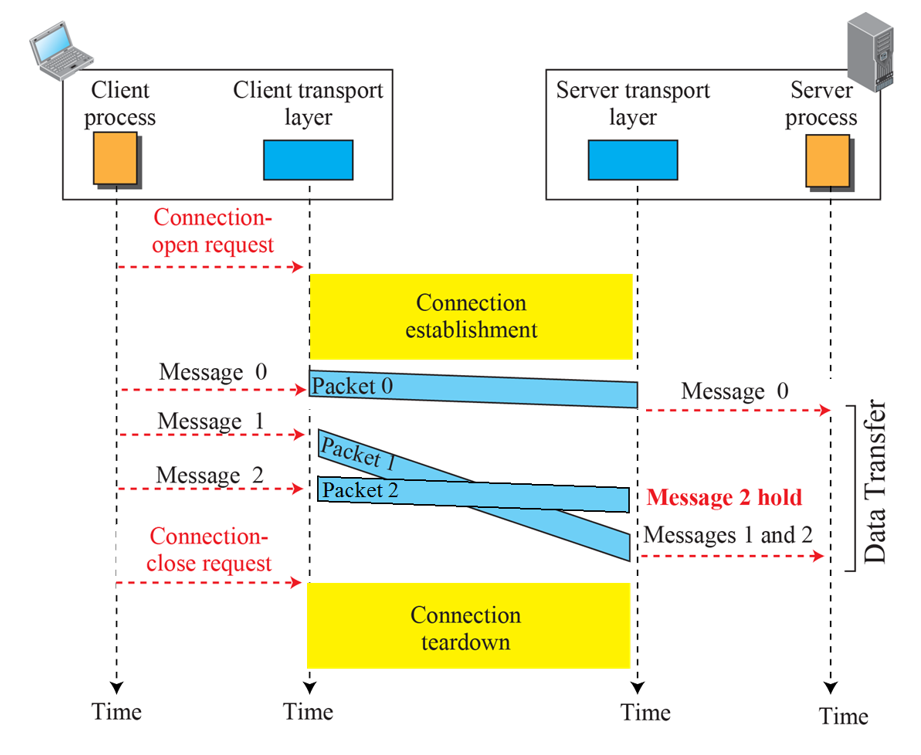 Client
process
Client transport
layer
Server transport
layer
Server
process
Connection-
open request
Connection
establishment
Message 0
Packet 0
Message 0
Message 1
Packet 1
Message 2
Packet 2
Message 2 hold
Messages 1 and 2
Data Transfer
Connection-
close request
Connection
teardown
Time
Time
Time
Time